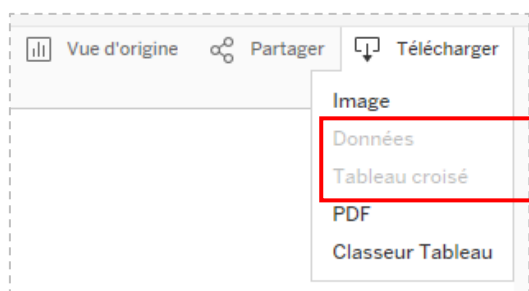 Vue d'origine Partager Télécharger
Image
Données
Tableau croisé
PDF
Classeur Tableau